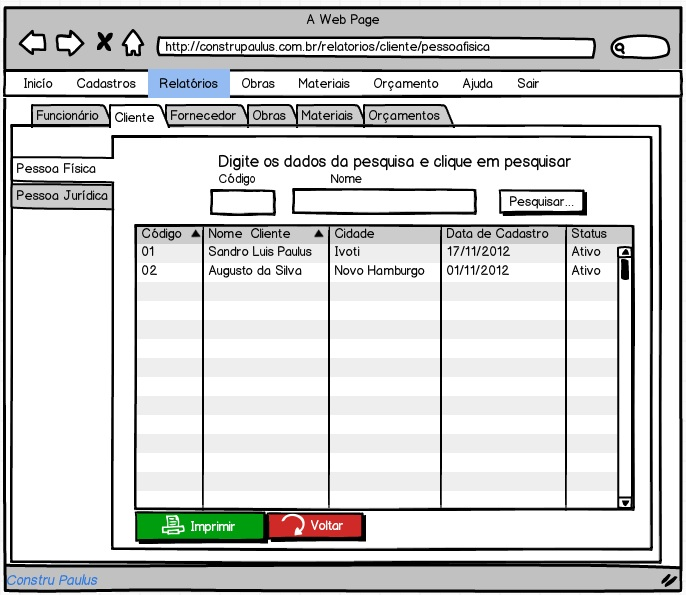 A Web Page
http://construpaulus.com.br/relatorios/cliente/pessoafisica
Inicío Cadastros Relatórios Obras Materiais Orçamento Ajuda Sair
Funcionário Cliente Fornecedor Obras Materiais Orçamentos
Pessoa Física
Pessoa Jurídica
Digite os dados da pesquisa e clique em pesquisar
Código Nome
Pesquisar...
Código Nome Cliente Cidade Data de Cadastro Status
01 Sandro Luis Paulus Ivoti 17/11/2012 Ativo
02 Augusto da Silva Novo Hamburgo 01/11/2012 Ativo
Imprimir Voltar
Constru Paulus